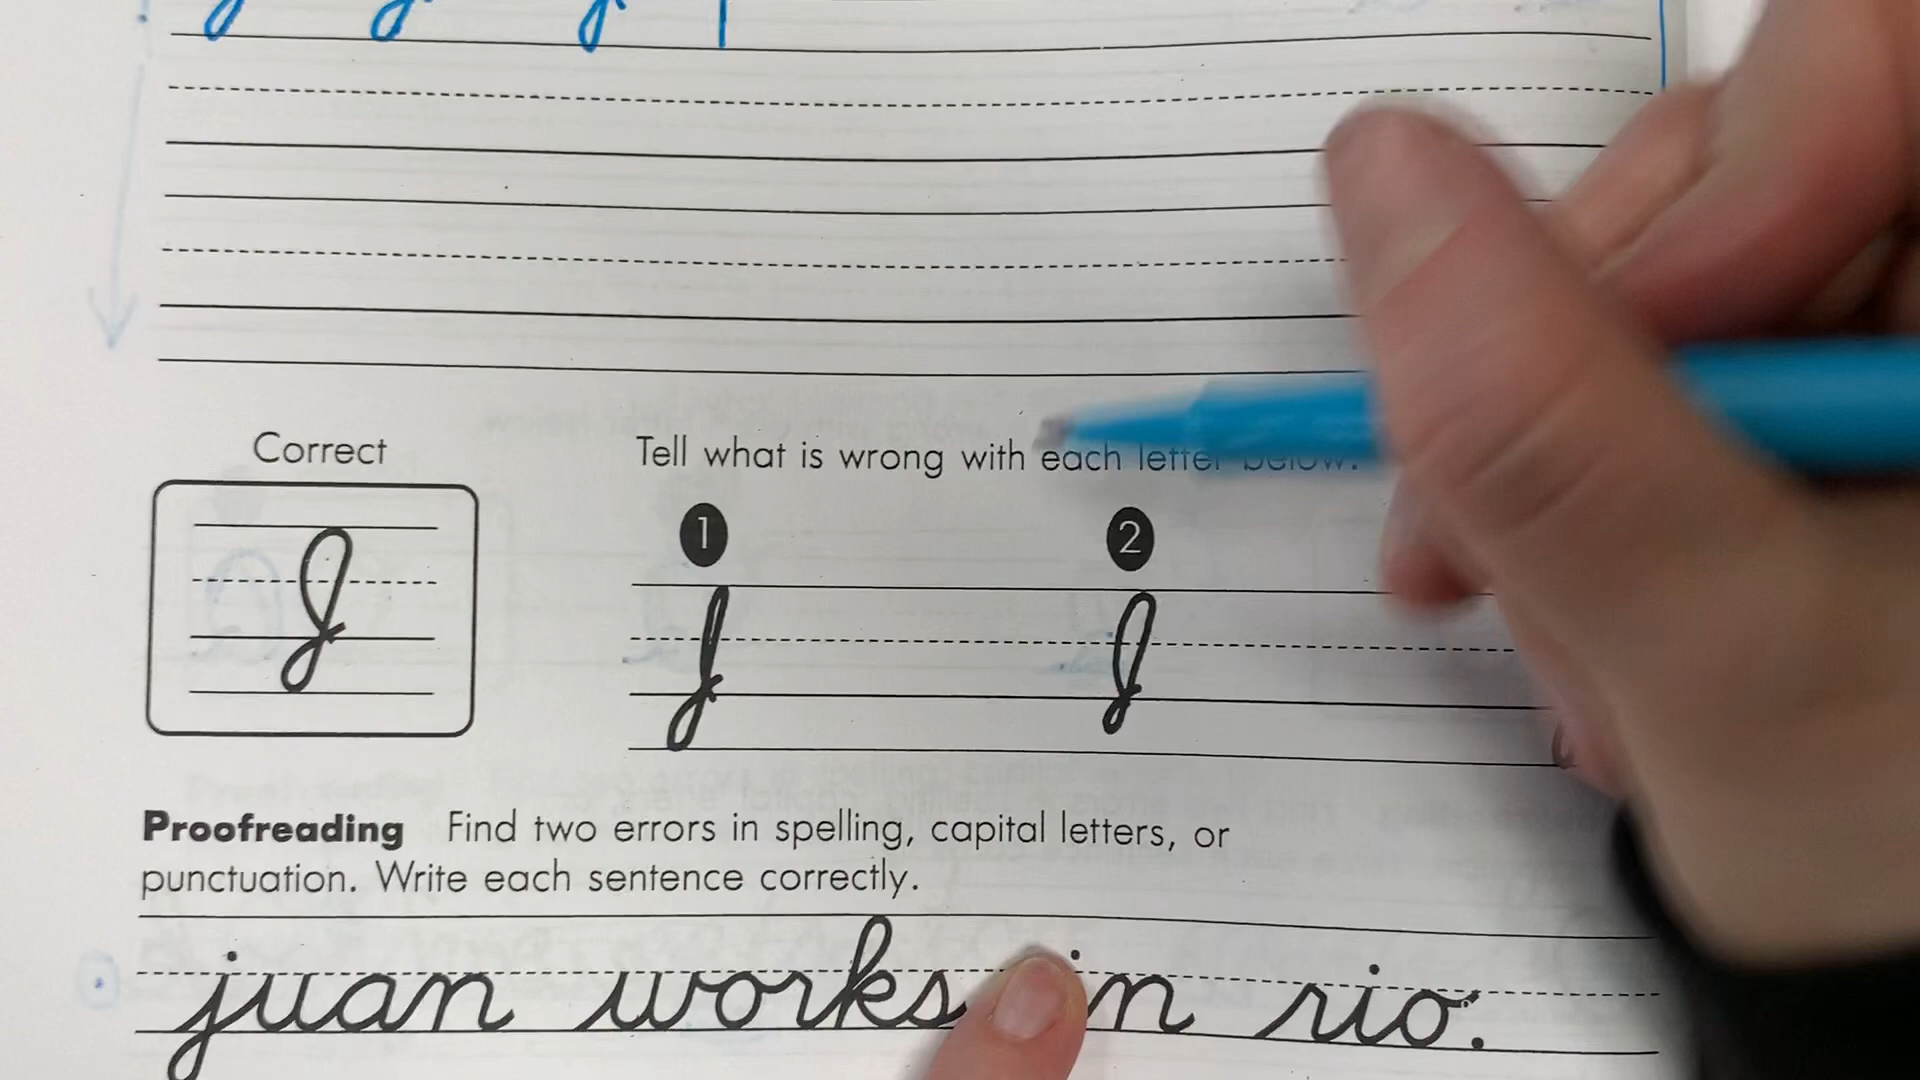 Correct
Tell what is wrong with each letter below.
J
1
2
J
J
Proofreading Find two errors in spelling, capital letters, or
punctuation. Write each sentence correctly.
juan works in rio.